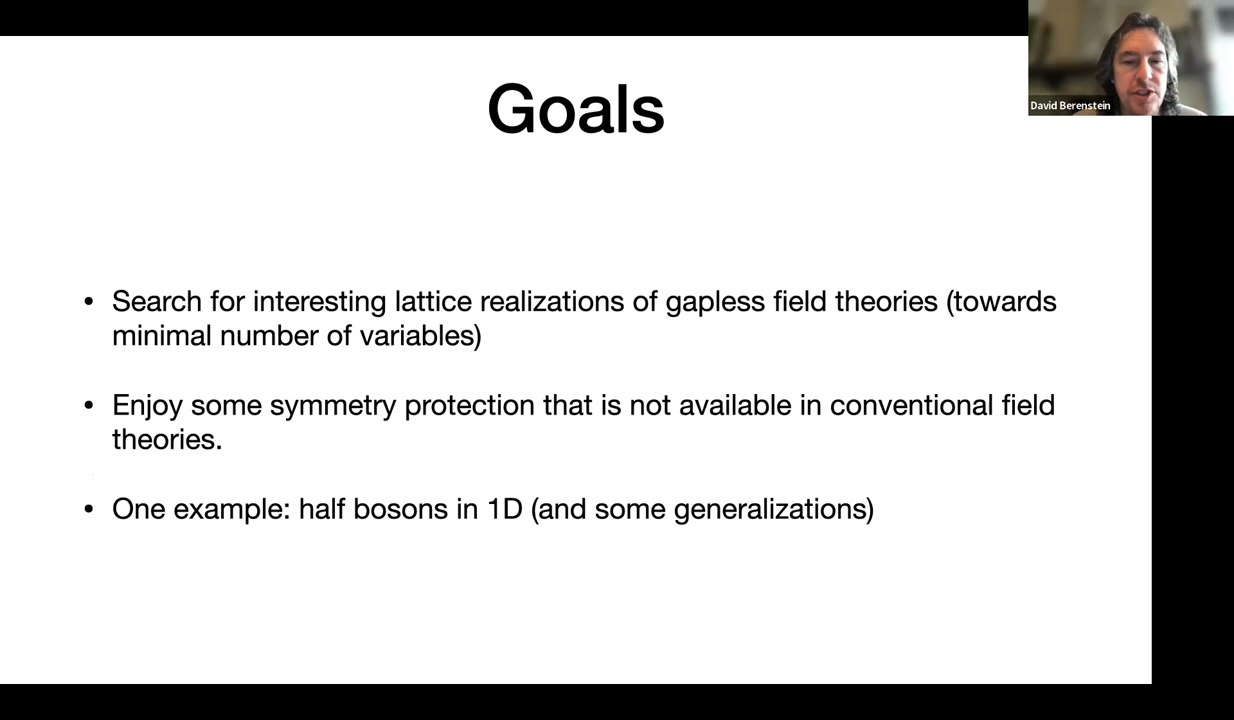 Goals
David Berenstein
• Search for interesting lattice realizations of gapless field theories (towards
minimal number of variables)
• Enjoy some symmetry protection that is not available in conventional field
theories.
• One example: half bosons in 1D (and some generalizations)